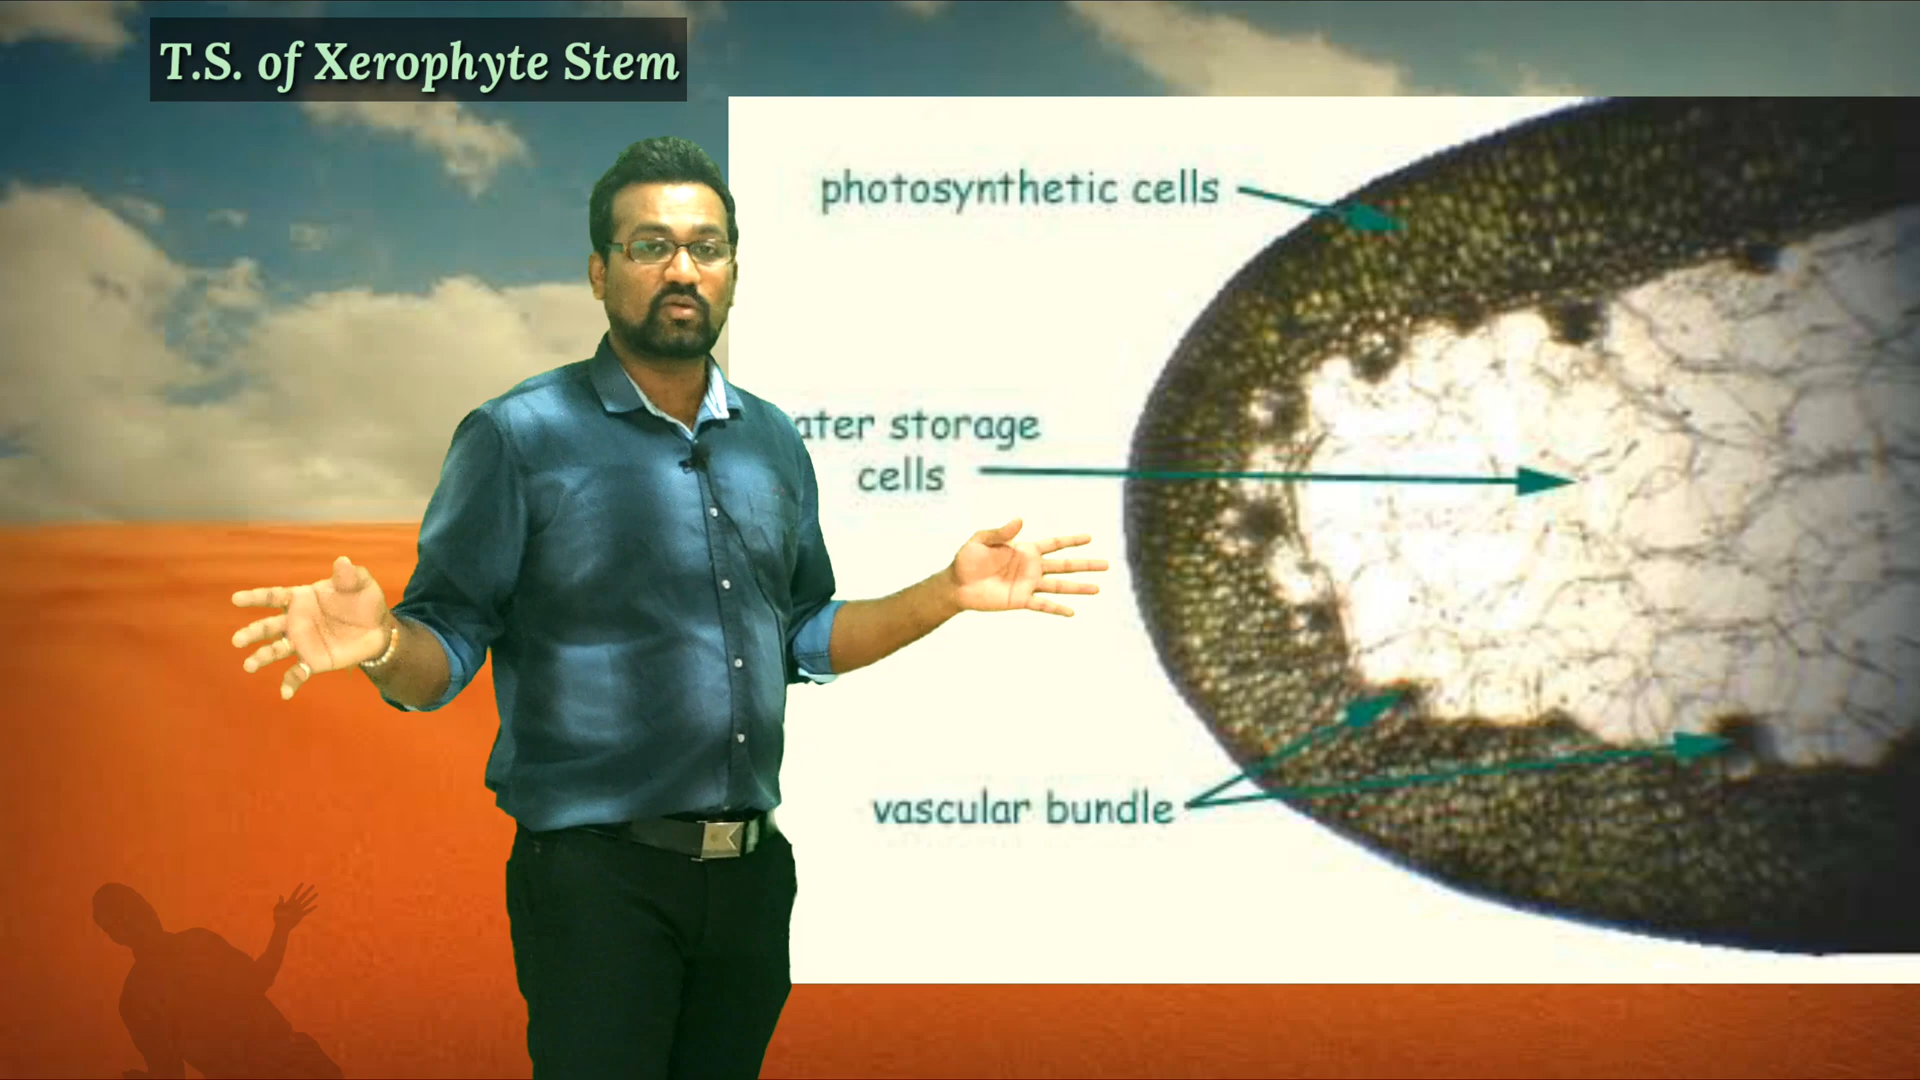 T.S. of Xerophyte Stem
photosynthetic cells
ater storage
cells
vascular bundle